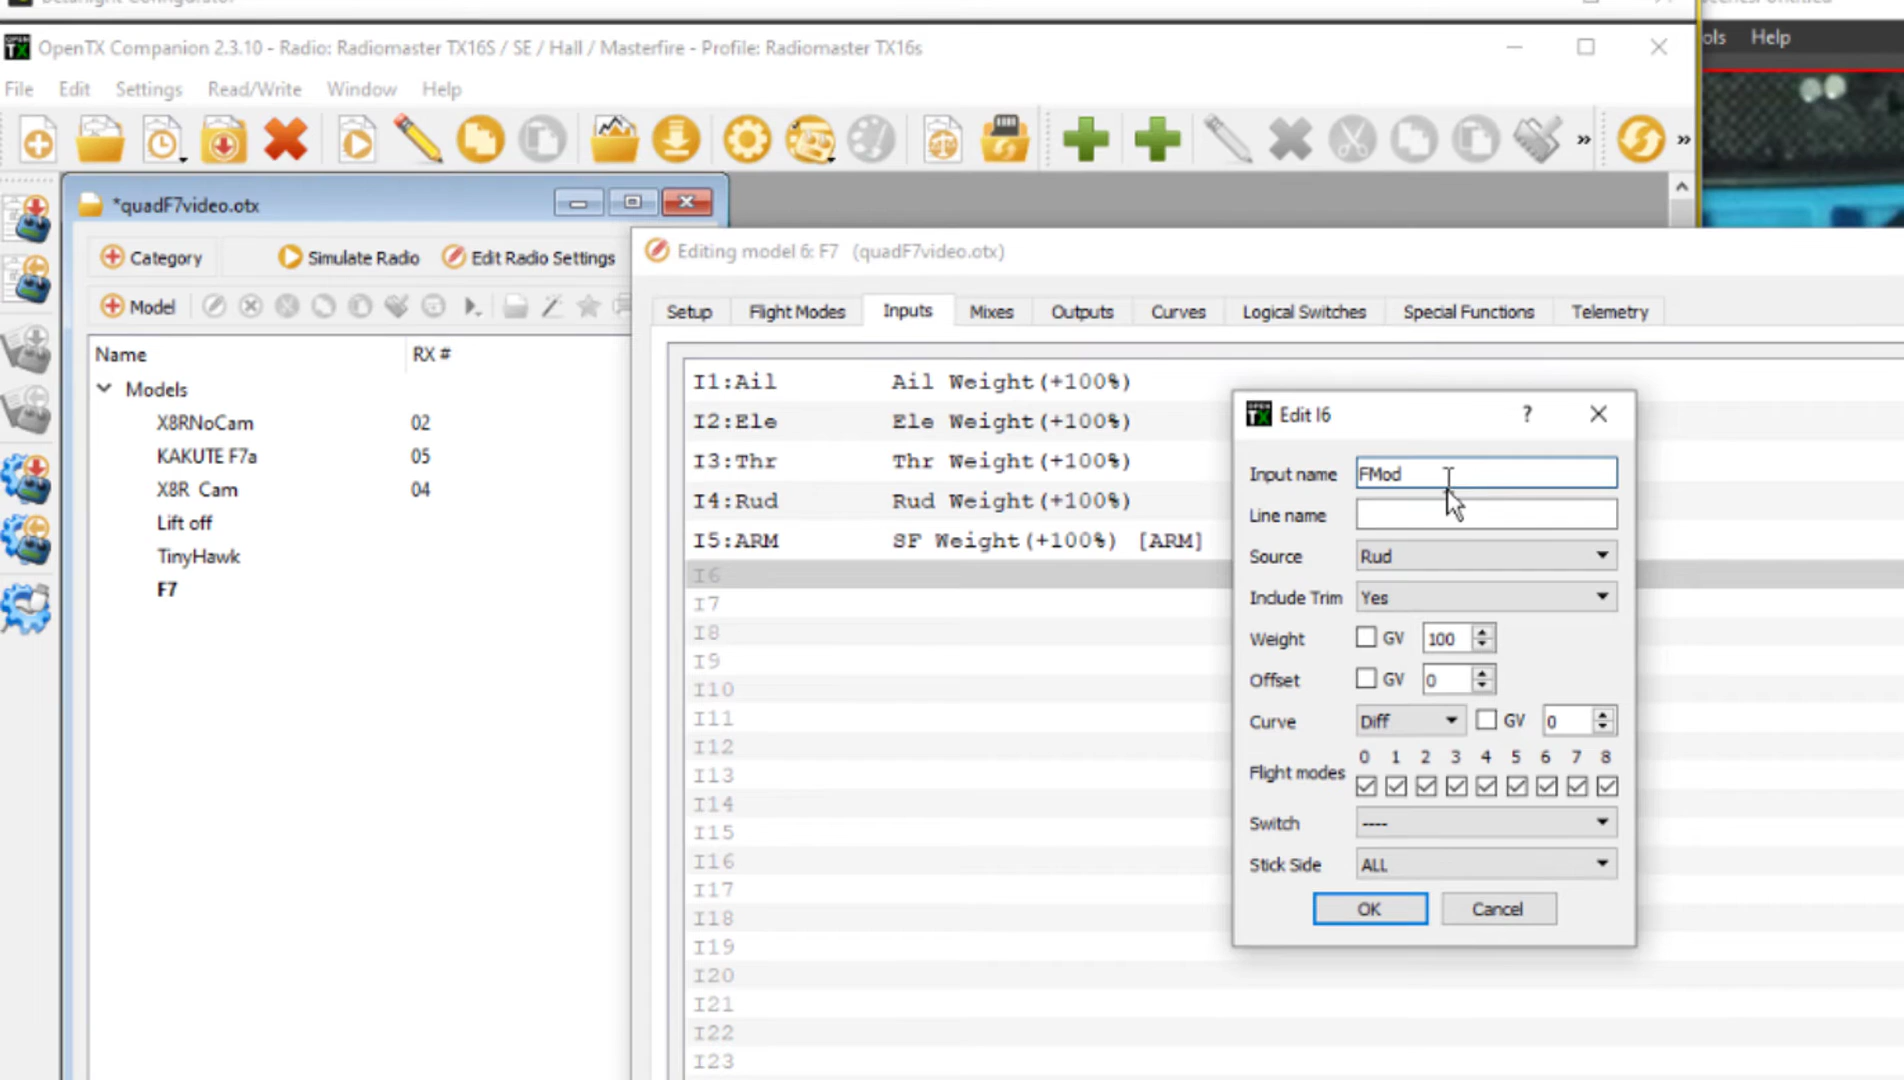 OpenTX Companion 2.3.10 - Radio: Radiomaster TX16S / SE / Hall / Masterfire - Profile: Radiomaster TX16s
ols Help
File Edit Settings Read/Write Window Help
*quadF7video.otx
Category Simulate Radio Edit Radio Settings
Model
Name RX #
Models
X8RNoCam 02
KAKUTE F7a 05
X8R Cam 04
Lift off
TinyHawk
F7
Editing model 6: F7 (quadF7video.otx)
Setup Flight Modes Inputs Mixes Outputs Curves Logical Switches Special Functions Telemetry
I1:Ail Ail Weight(+100%)
I2:Ele Ele Weight(+100%)
I3:Thr Thr Weight(+100%)
I4:Rud Rud Weight(+100%)
I5:ARM SF Weight(+100%) [ARM]
I6
I7
I8
I9
I10
I11
I12
I13
I14
I15
I16
I17
I18
I19
I20
I21
I22
I23
OPEN TX Edit I6 ?
Input name FMod
Line name
Source Rud
Include Trim Yes
Weight GV 100
Offset GV 0
Curve Diff GV 0
0 1 2 3 4 5 6 7 8
Flight modes
Switch ----
Stick Side ALL
OK Cancel